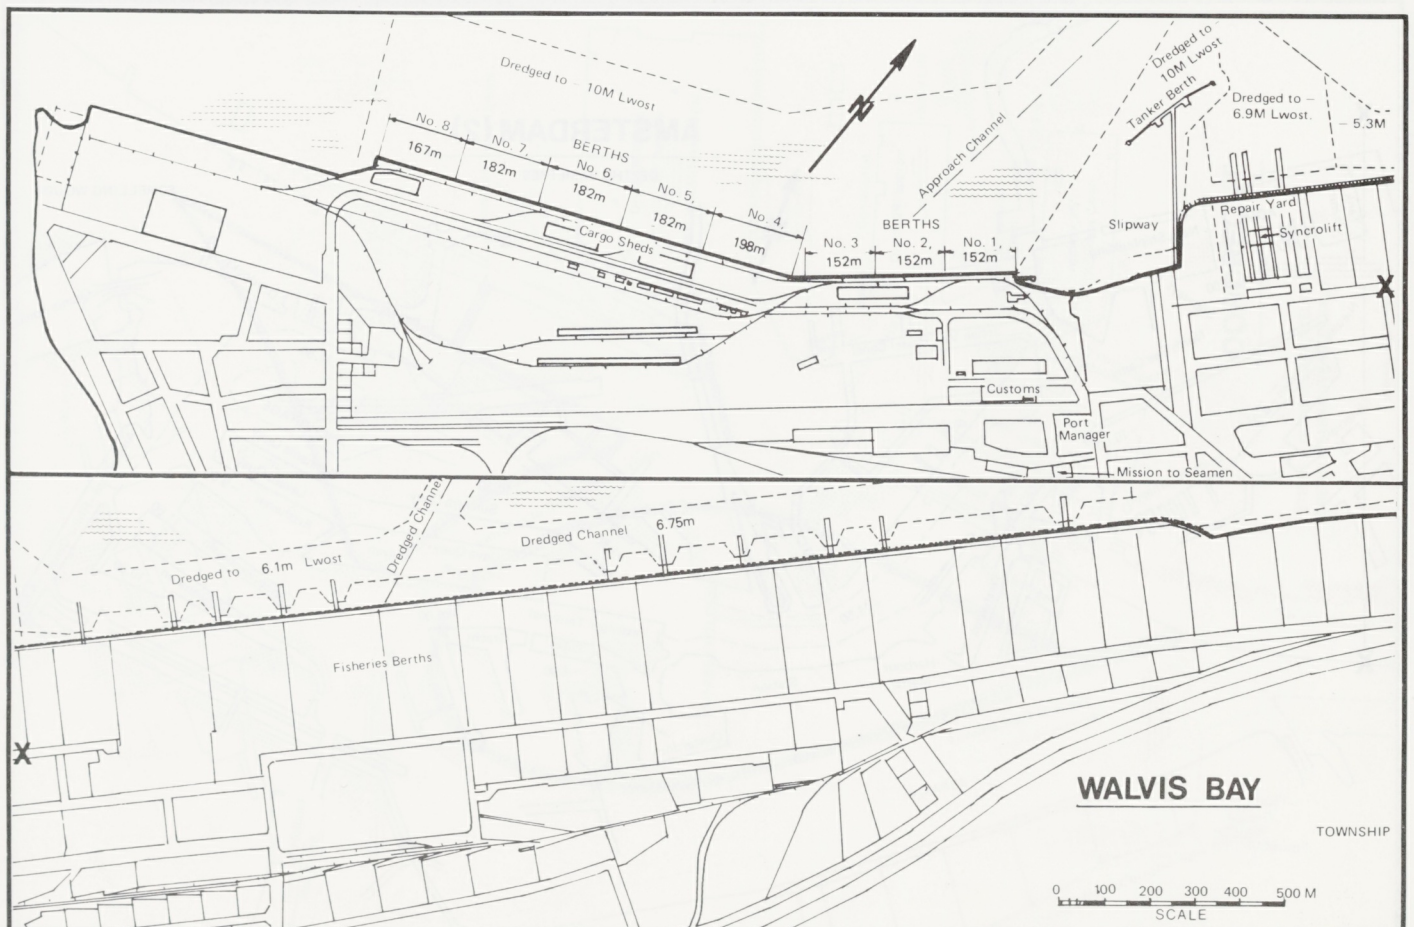 Dredged to - 10M Lwost
No. 8,
167m
No. 7,
182m
BERTHS
No. 6,
182m
No. 5,
182m
No. 4,
198m
Cargo Sheds
N
Approach Channel
BERTHS
No. 3
152m
No. 2,
152m
No. 1,
152m
Dredged to -
10M Lwost
Tanker Berth
Dredged to -
6.9M Lwost.
- 5.3M
Slipway
Repair Yard
Syncrolift
X
Customs
Port
Manager
Mission to Seamen
Dredged to 6.1m Lwost
Dredged Channel
Dredged Channel 6.75m
Fisheries Berths
X
WALVIS BAY
TOWNSHIP
0 100 200 300 400 500 M
SCALE